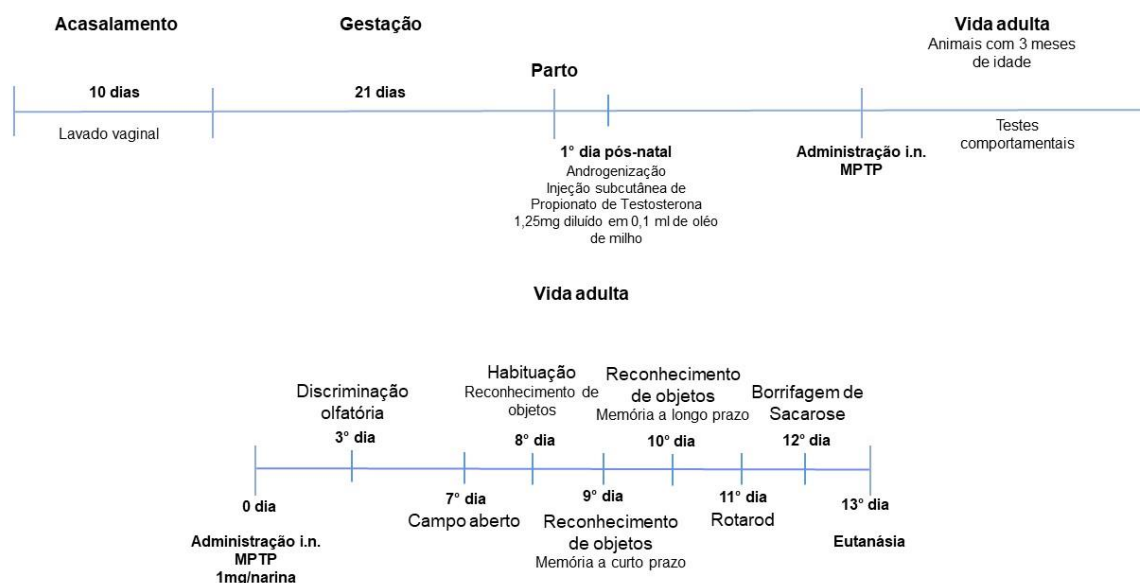 Acasalamento
Gestação
Vida adulta
Animais com 3 meses
de idade
Parto
10 dias
21 dias
Lavado vaginal
1° dia pós-natal
Androgenização
Injeção subcutânea de
Propionato de Testosterona
1,25mg diluído em 0,1 ml de oléo
de milho
Administração i.n.
MPTP
Testes
comportamentais
Vida adulta
Discriminação
olfatória
3° dia
Habituação
Reconhecimento de
objetos
8° dia
Reconhecimento
de objetos
Memória a longo prazo
10° dia
Borrifagem de
Sacarose
12° dia
0 dia
Administração i.n.
MPTP
1mg/narina
7° dia
Campo aberto
9° dia
Reconhecimento
de objetos
Memória a curto prazo
11° dia
Rotarod
13° dia
Eutanásia